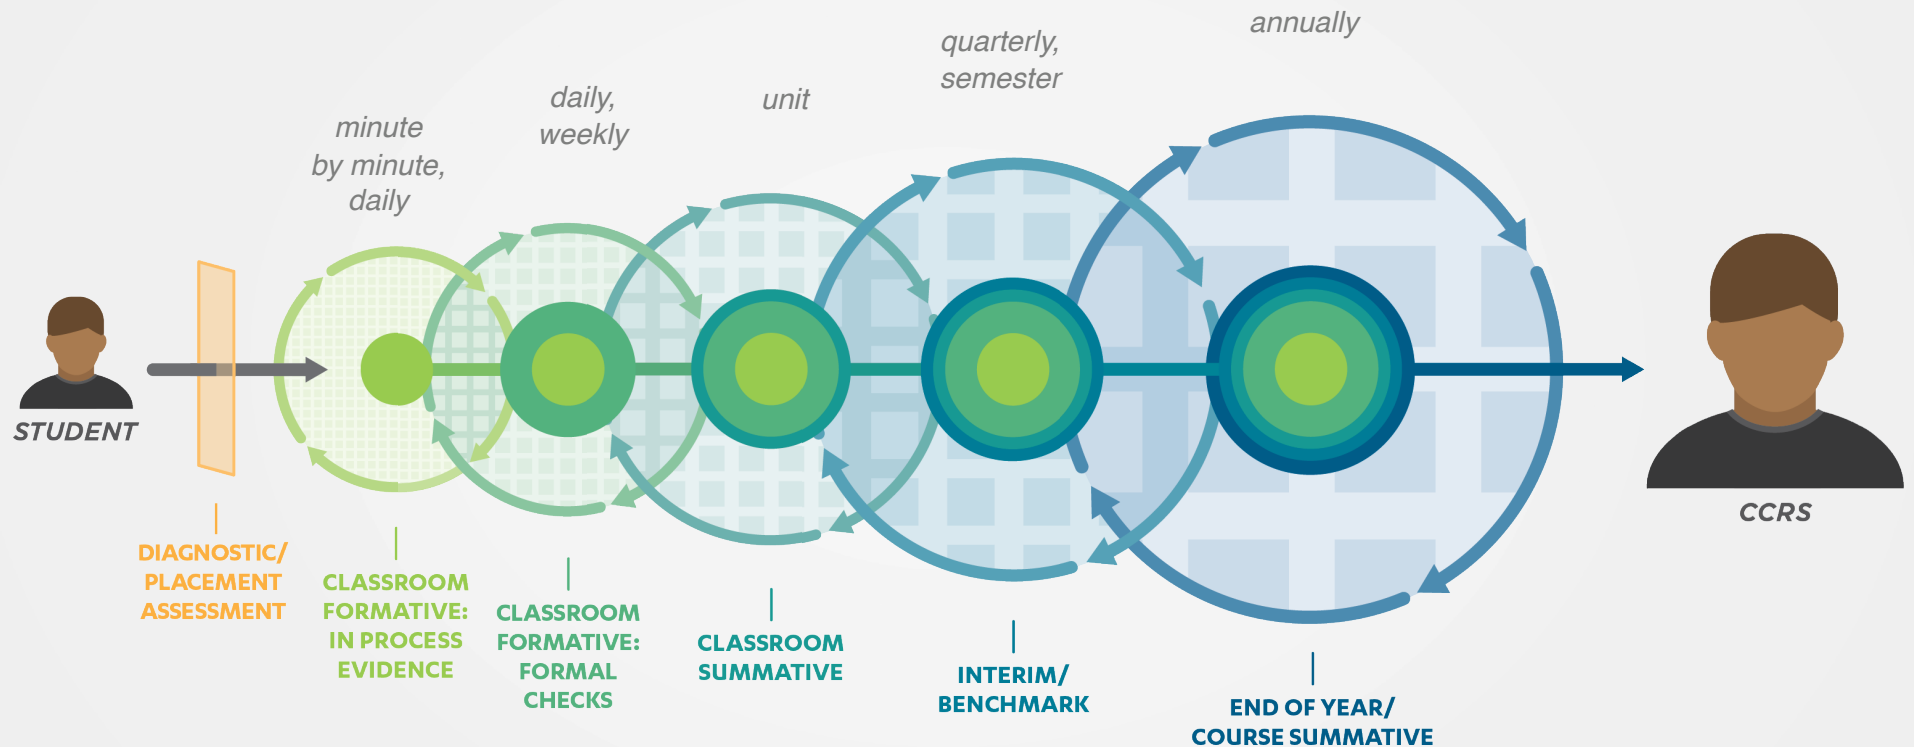 annually
quarterly,
semester
daily,
weekly
unit
minute
by minute,
daily
STUDENT
CCRS
DIAGNOSTIC/
PLACEMENT
ASSESSMENT
CLASSROOM
FORMATIVE:
IN PROCESS
EVIDENCE
CLASSROOM
FORMATIVE:
FORMAL
CHECKS
CLASSROOM
SUMMATIVE
INTERIM/
BENCHMARK
END OF YEAR/
COURSE SUMMATIVE